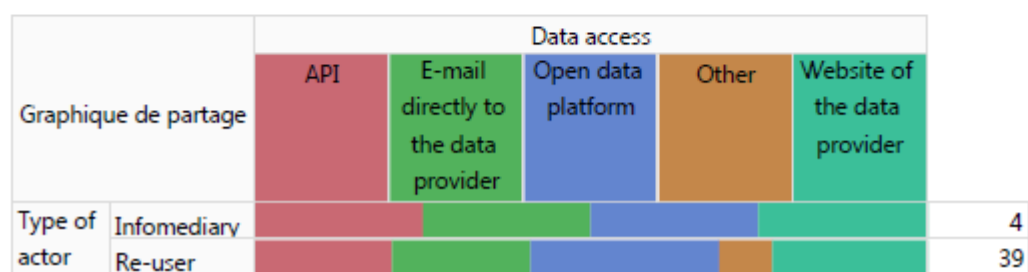 Data access
Graphique de partage
API
E-mail
directly to
the data
provider
Open data
platform
Other
Website of
the data
provider
Type of
actor
Infomediary
4
Re-user
39